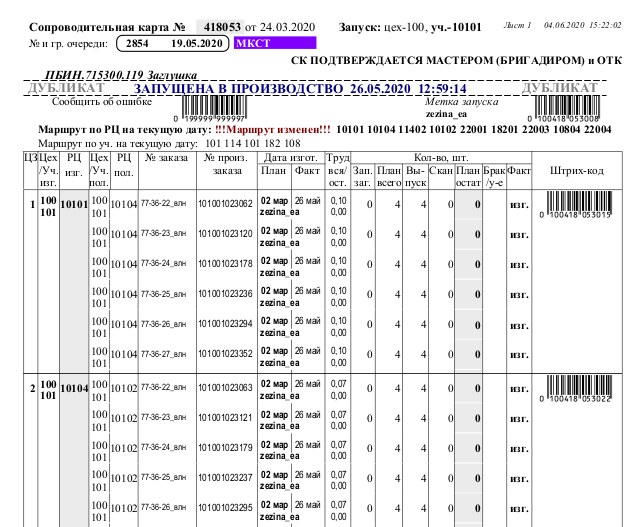 Сопроводительная карта № 418053 от 24.03.2020 Запуск: цех-100, уч.-10101 Лист 1 04.06.2020 15:22:02
№ и гр. очереди: 2854 19.05.2020 МКСТ
СК ПОДТВЕРЖДАЕТСЯ МАСТЕРОМ (БРИГАДИРОМ) и ОТК
ПБИН.715300.119 Заглушка
ДУБЛИКАТ ЗАПУЩЕНА В ПРОИЗВОДСТВО 26.05.2020 12:59:14 ДУБЛИКАТ
Сообщить об ошибке 0 199999 999997 Метка запуска zezina_ea 0 100418 053008
Маршрут по РЦ на текущую дату: !!!Маршрут изменен!!! 10101 10104 11402 10102 22001 18201 22003 10804 22004
Маршрут по уч. на текущую дату: 101 114 101 182 108
ЦЗ Цех /Уч. изг. РЦ изг. Цех /Уч. пол. РЦ пол. № заказа № произ. заказа Дата изгот. План Факт Труд вся/ ост. Кол-во, шт. Зап. заг. План всего Вы- пуск Скан План остат Брак /у-е Факт Штрих-код
1 100 101 10101 100 101 10104 77-36-22_влн 101001023062 02 мар zezina_ea 26 май 0,10 0,00 0 4 4 0 0 изг. 0 100418 053015
100 101 10104 77-36-23_влн 101001023120 02 мар zezina_ea 26 май 0,10 0,00 0 4 4 0 0 изг.
100 101 10104 77-36-24_влн 101001023178 02 мар zezina_ea 26 май 0,10 0,00 0 4 4 0 0 изг.
100 101 10104 77-36-25_влн 101001023236 02 мар zezina_ea 26 май 0,10 0,00 0 4 4 0 0 изг.
100 101 10104 77-36-26_влн 101001023294 02 мар zezina_ea 26 май 0,10 0,00 0 4 4 0 0 изг.
100 101 10104 77-36-27_влн 101001023352 02 мар zezina_ea 26 май 0,10 0,00 0 4 4 0 0 изг.
2 100 101 10104 100 101 10102 77-36-22_влн 101001023063 02 мар zezina_ea 26 май 0,07 0,00 0 4 4 0 0 изг. 0 100418 053022
100 101 10102 77-36-23_влн 101001023121 02 мар zezina_ea 26 май 0,07 0,00 0 4 4 0 0 изг.
100 101 10102 77-36-24_влн 101001023179 02 мар zezina_ea 26 май 0,07 0,00 0 4 4 0 0 изг.
100 101 10102 77-36-25_влн 101001023237 02 мар zezina_ea 26 май 0,07 0,00 0 4 4 0 0 изг.
100 101 10102 77-36-26_влн 101001023295 02 мар zezina_ea 26 май 0,07 0,00 0 4 4 0 0 изг.